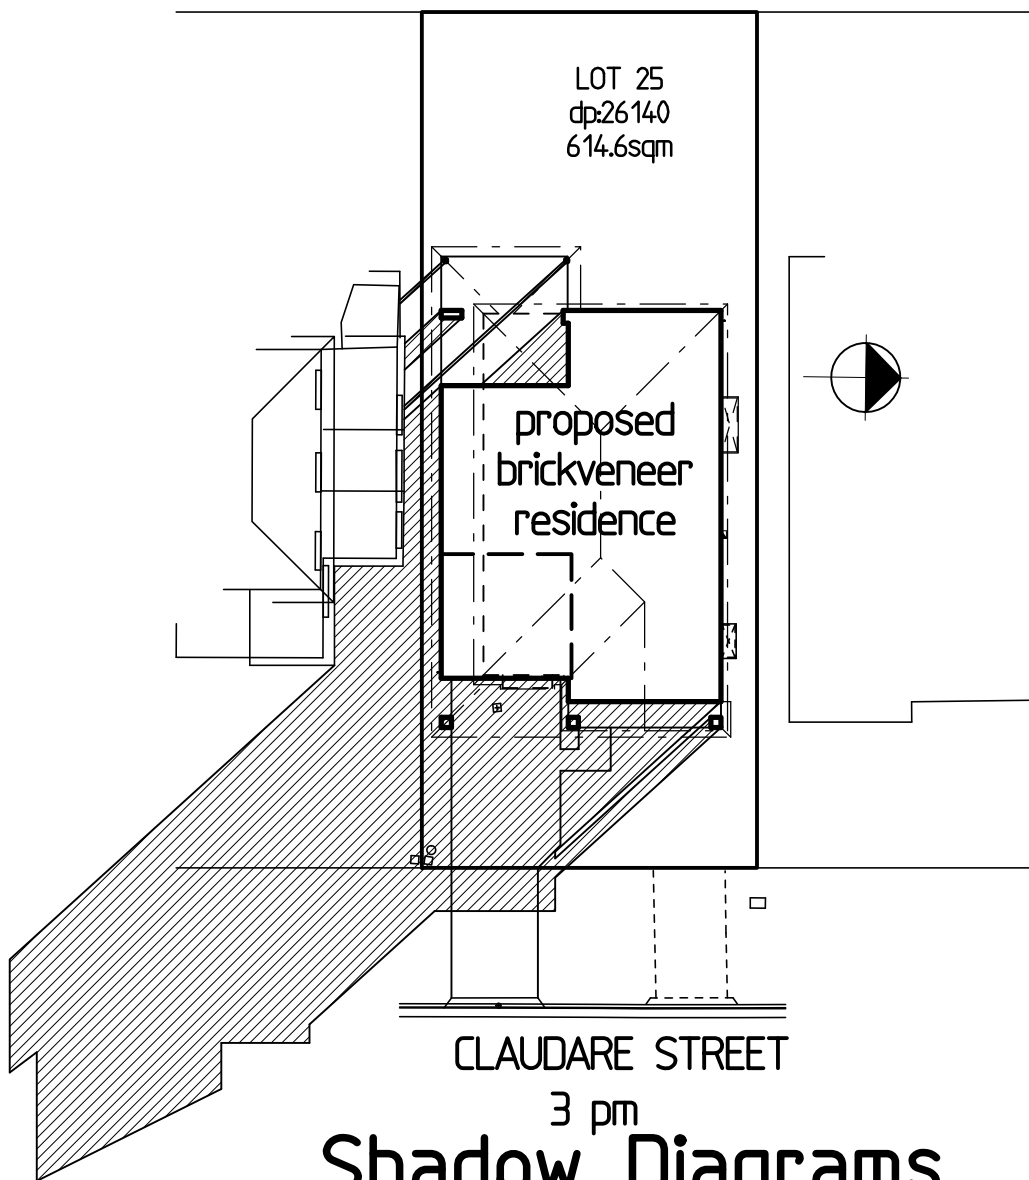 LOT 25
dp:26140
614.6sqm
proposed
brickveneer
residence
CLAUDARE STREET
3 pm
Shadow Diagrams